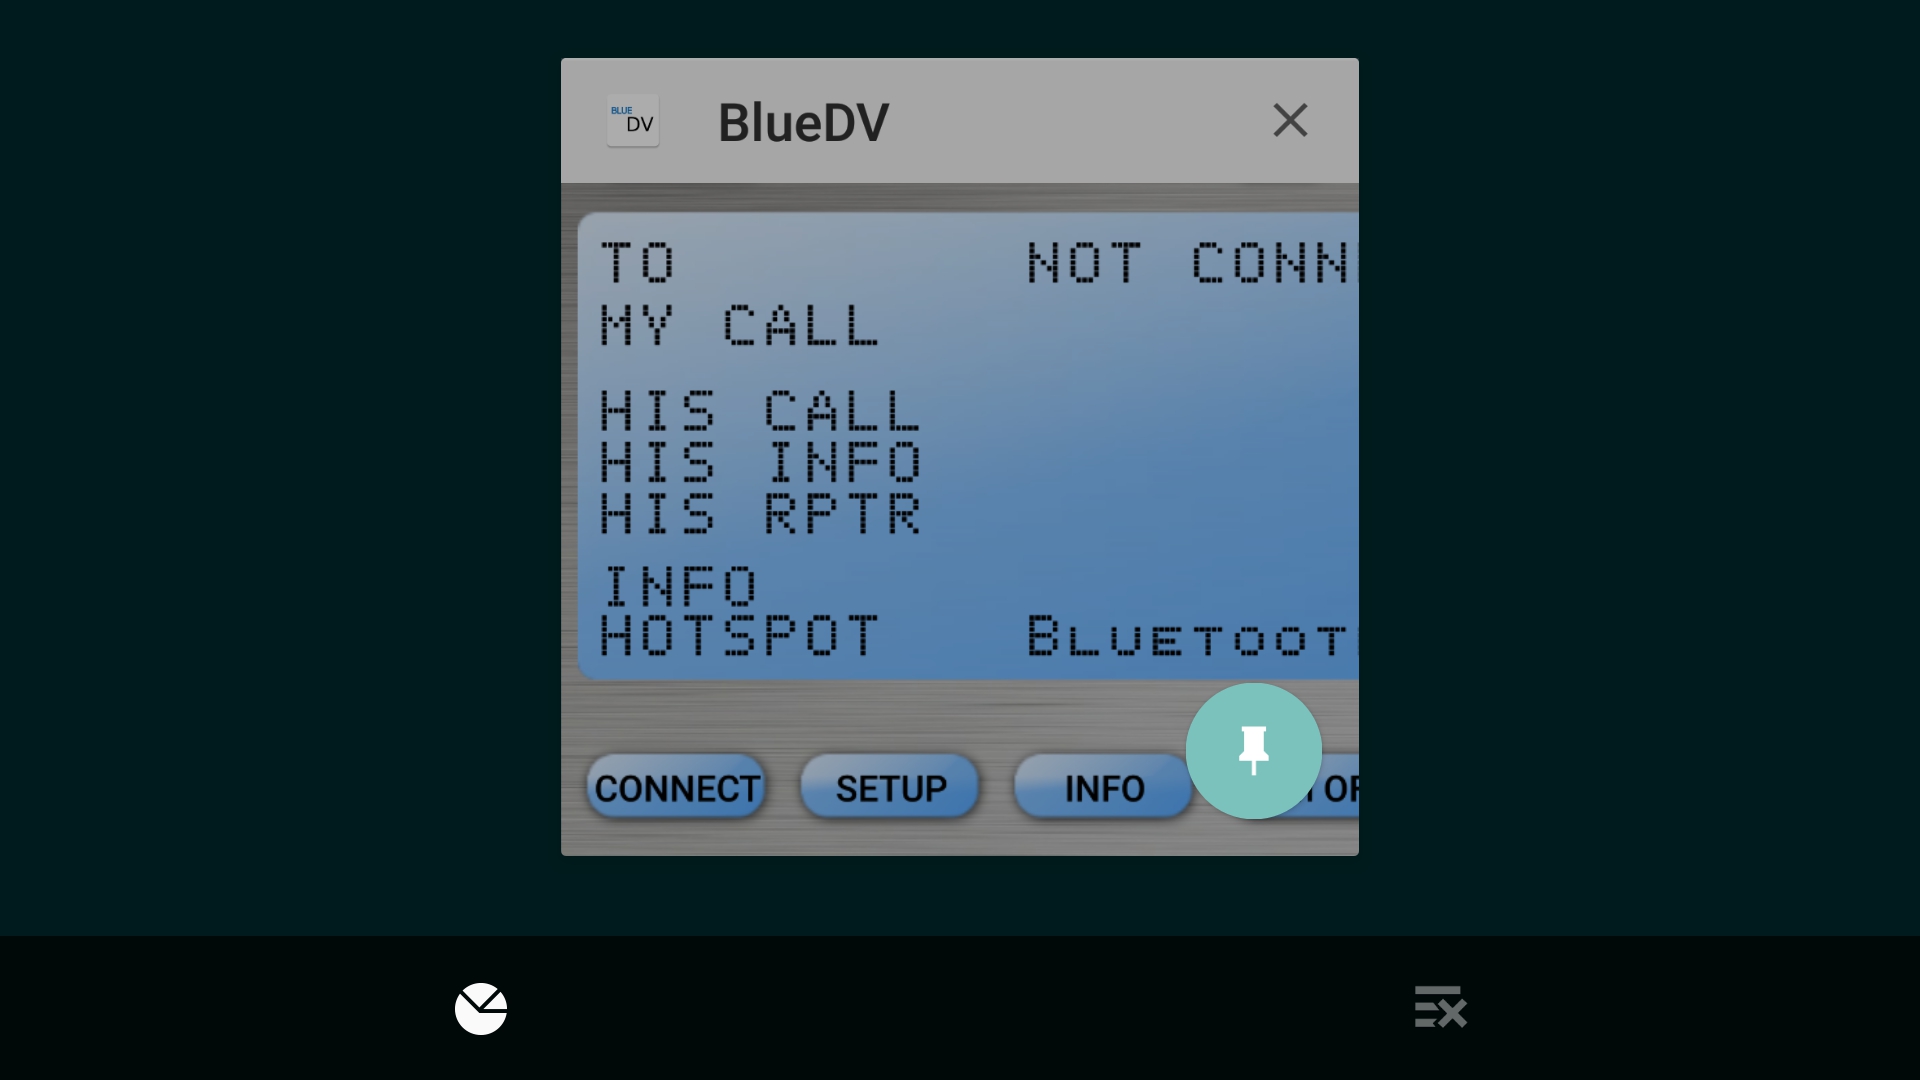 BLUE
DV
BlueDV
TO NOT CONN
MY CALL
HIS CALL
HIS INFO
HIS RPTR
INFO
HOTSPOT BLUETOOT
CONNECT SETUP INFO